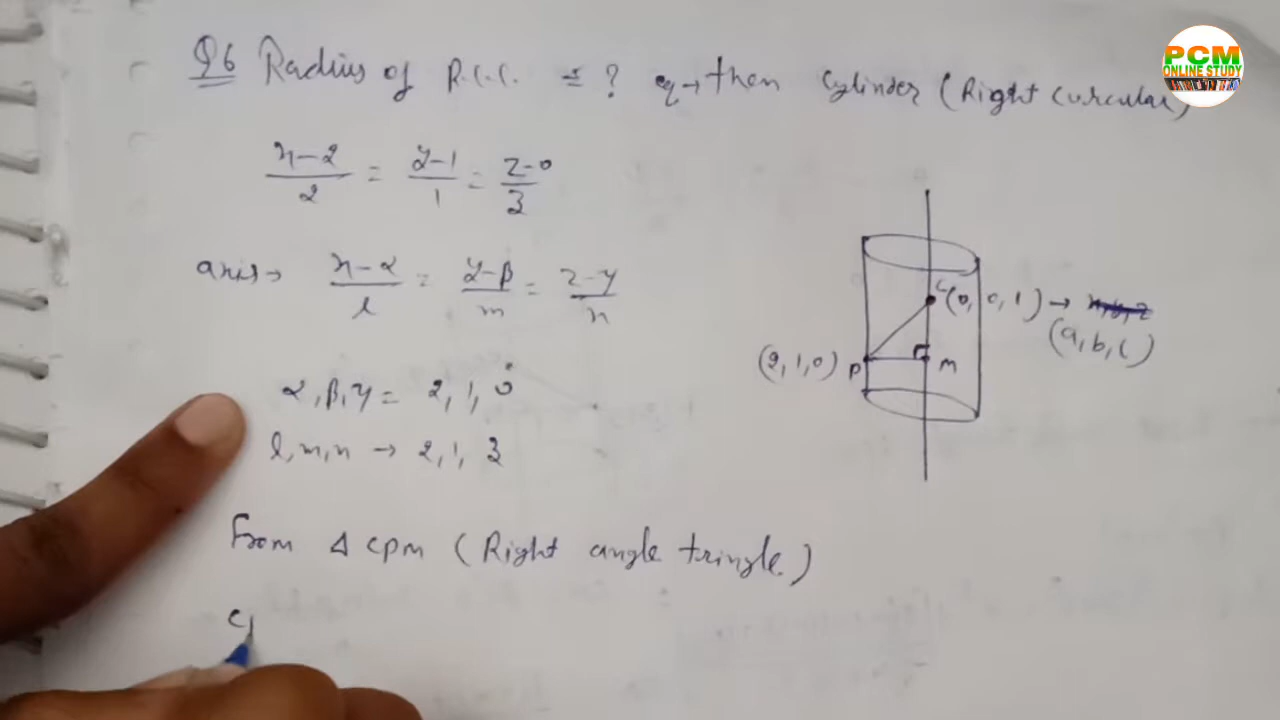 Q6 Radius of R.C.C. = ? eq → then cylinder (Right curcular)
x-2/2 = y-1/1 = z-0/3
axis → x-α/l = y-β/m = z-γ/n
C(0, 0, 1) →
(a, b, c)
(2, 1, 0) P M
α, β, γ = 2, 1, 0
l, m, n → 2, 1, 3
From Δ CPM (Right angle tringle)
PCM
ONLINE STUDY